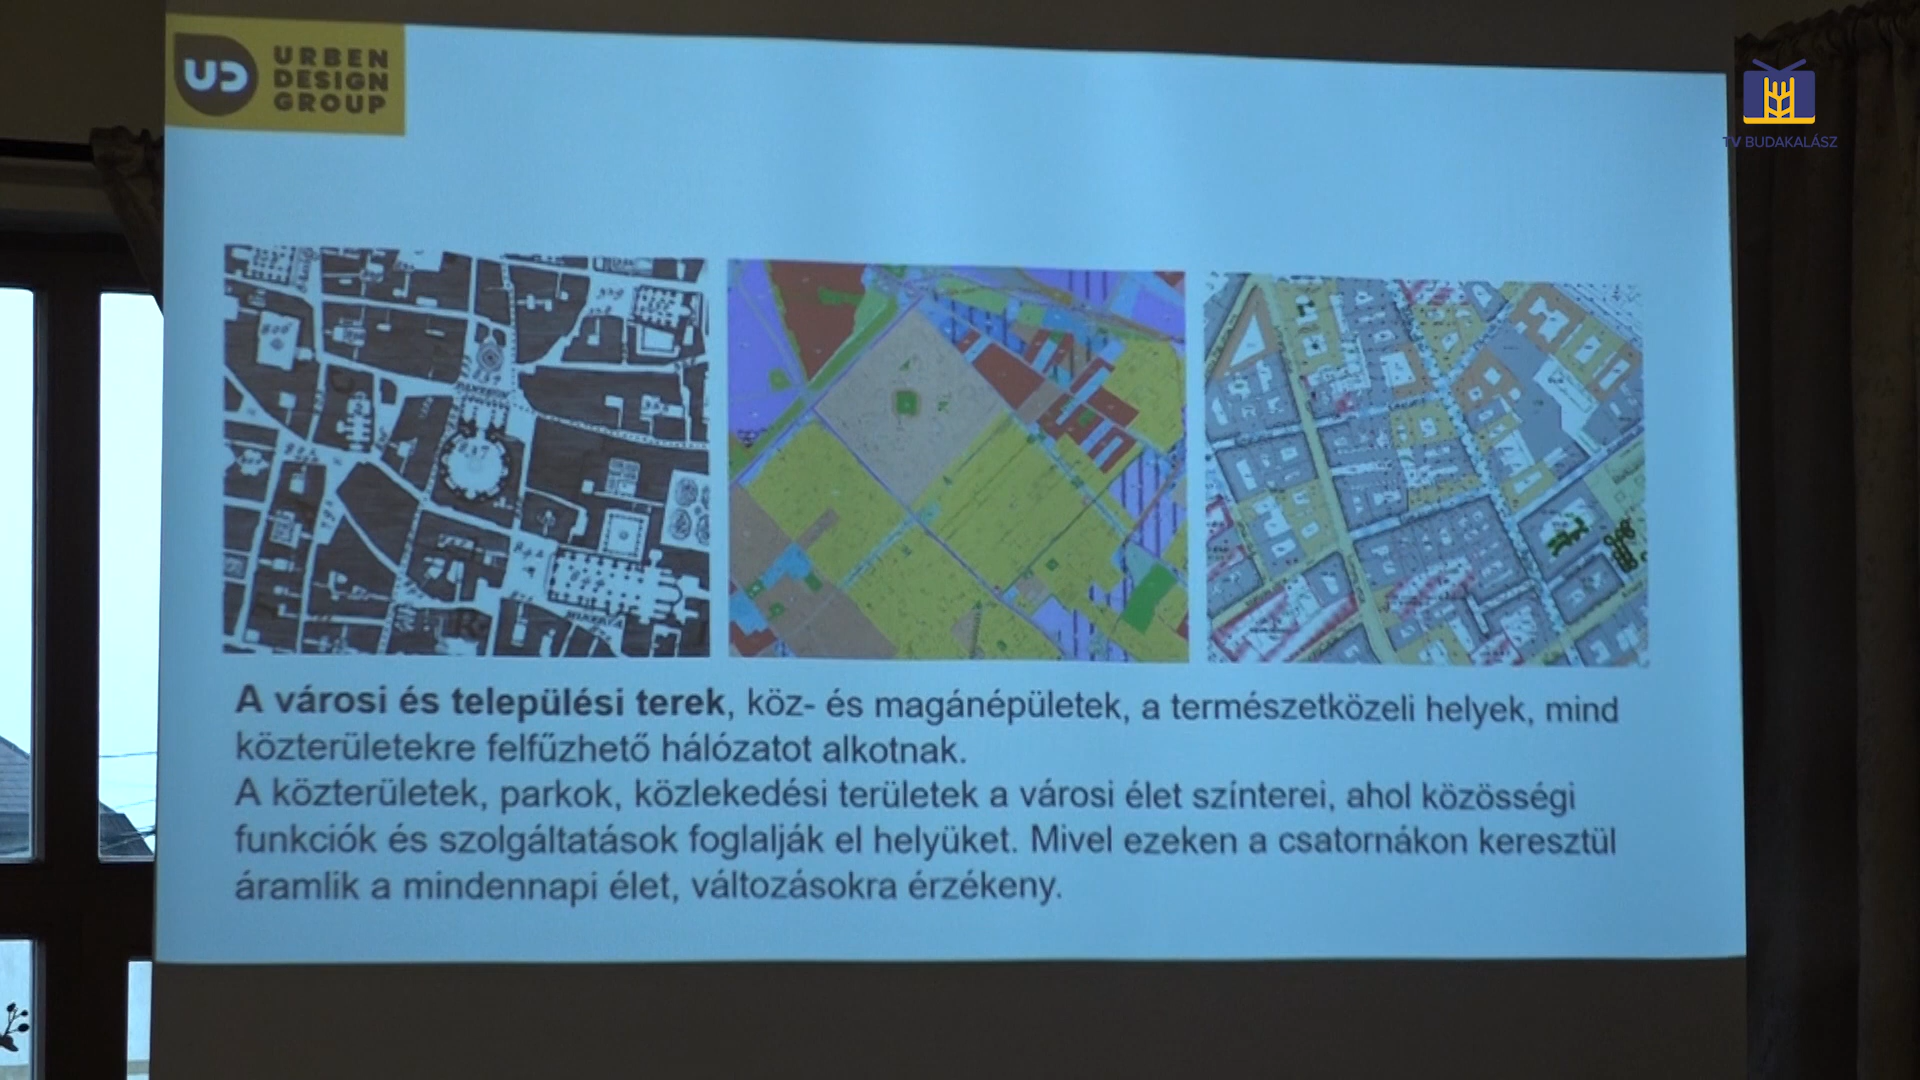 URBEN
DESIGN
GROUP
TV BUDAKALÁSZ
A városi és települési terek, köz- és magánépületek, a természetközeli helyek, mind
közterületekre felfűzhető hálózatot alkotnak.
A közterületek, parkok, közlekedési területek a városi élet színterei, ahol közösségi
funkciók és szolgáltatások foglalják el helyüket. Mivel ezeken a csatornákon keresztül
áramlik a mindennapi élet, változásokra érzékeny.